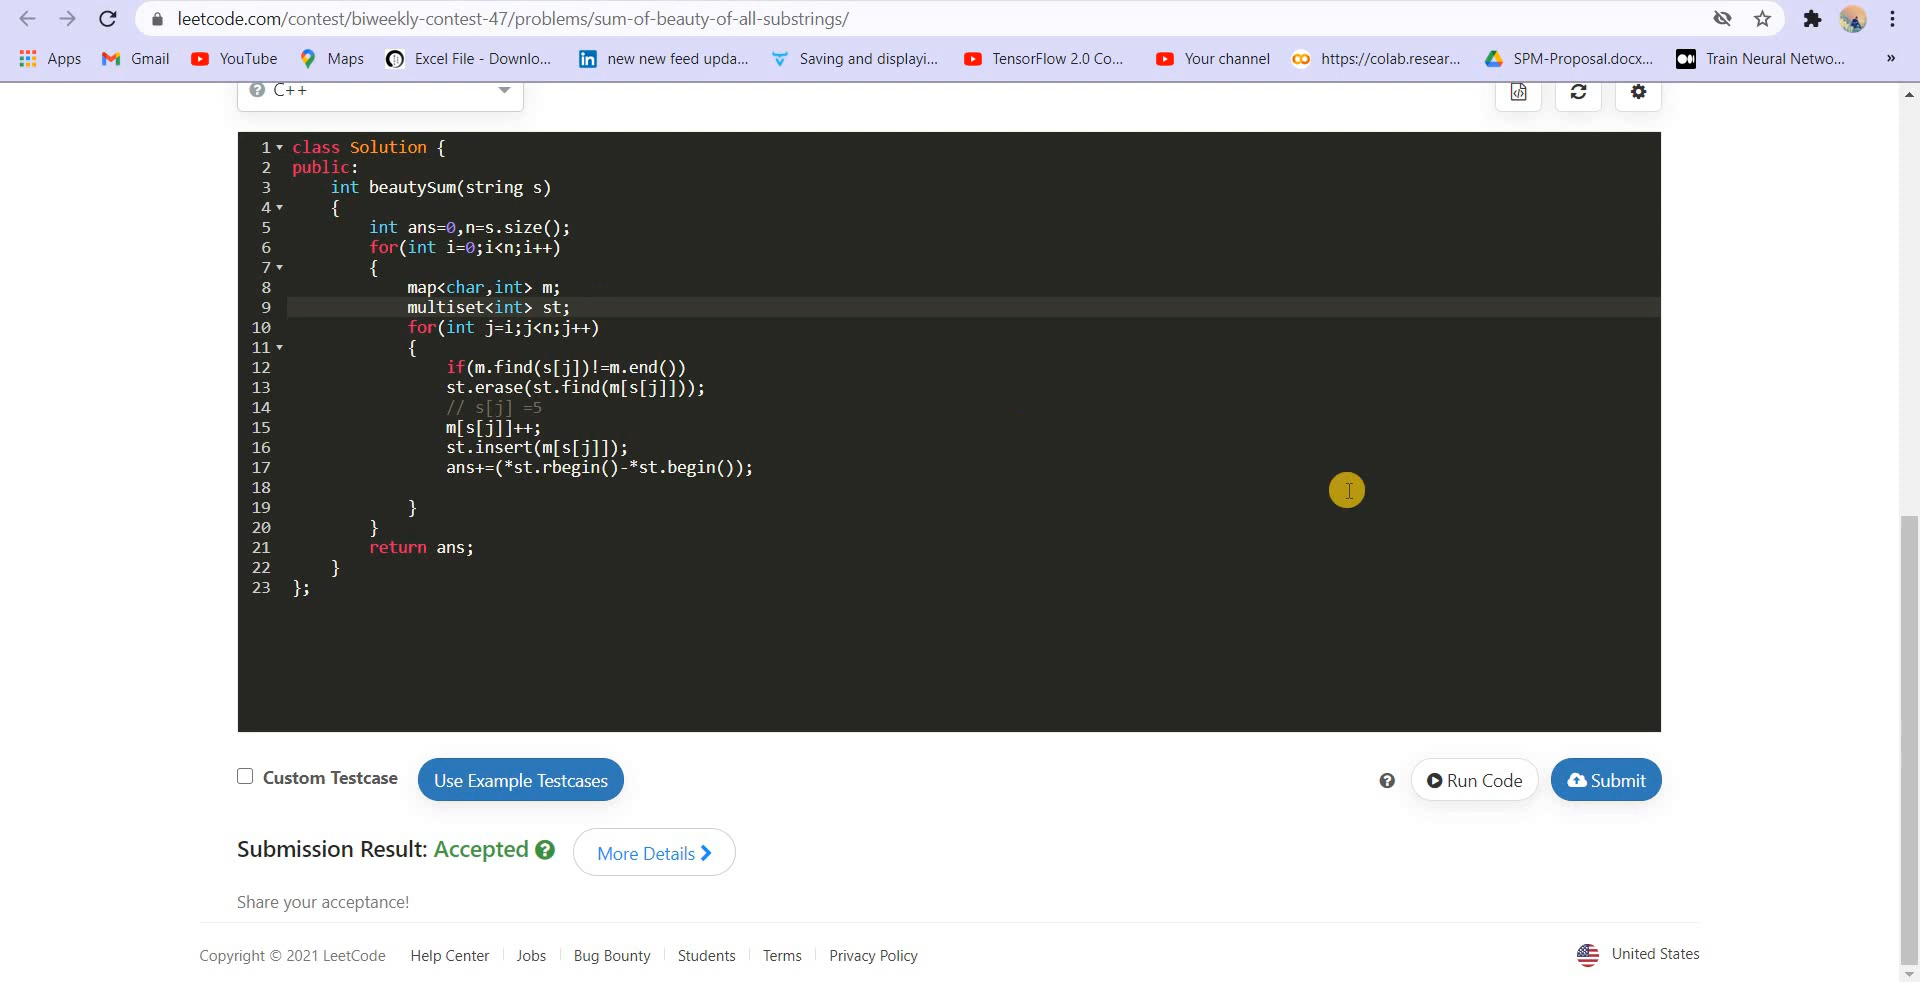 leetcode.com/contest/biweekly-contest-47/problems/sum-of-beauty-of-all-substrings/
Apps Gmail YouTube Maps Excel File - Downlo... new new feed upda... Saving and displayi... TensorFlow 2.0 Co... Your channel https://colab.resear... SPM-Proposal.docx... Train Neural Netwo... »
C++
1 class Solution {
2 public:
3 int beautySum(string s)
4 {
5 int ans=0,n=s.size();
6 for(int i=0;i<n;i++)
7 {
8 map<char,int> m;
9 multiset<int> st;
10 for(int j=i;j<n;j++)
11 {
12 if(m.find(s[j])!=m.end())
13 st.erase(st.find(m[s[j]]));
14 // s[j] =5
15 m[s[j]]++;
16 st.insert(m[s[j]]);
17 ans+=(*st.rbegin()-*st.begin());
18
19 }
20 }
21 return ans;
22 }
23 };
Custom Testcase Use Example Testcases Run Code Submit
Submission Result: Accepted More Details
Share your acceptance!
Copyright © 2021 LeetCode Help Center Jobs Bug Bounty Students Terms Privacy Policy United States